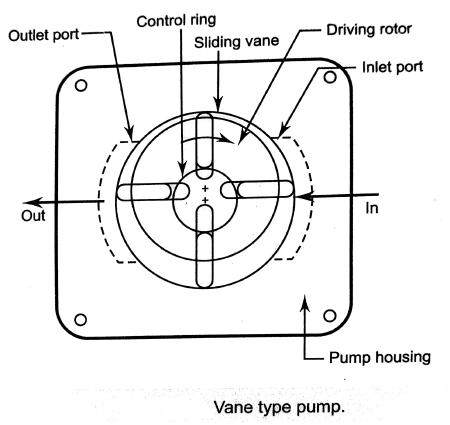 Control ring
Outlet port
Sliding vane
Driving rotor
Inlet port
Out
In
Pump housing
Vane type pump.